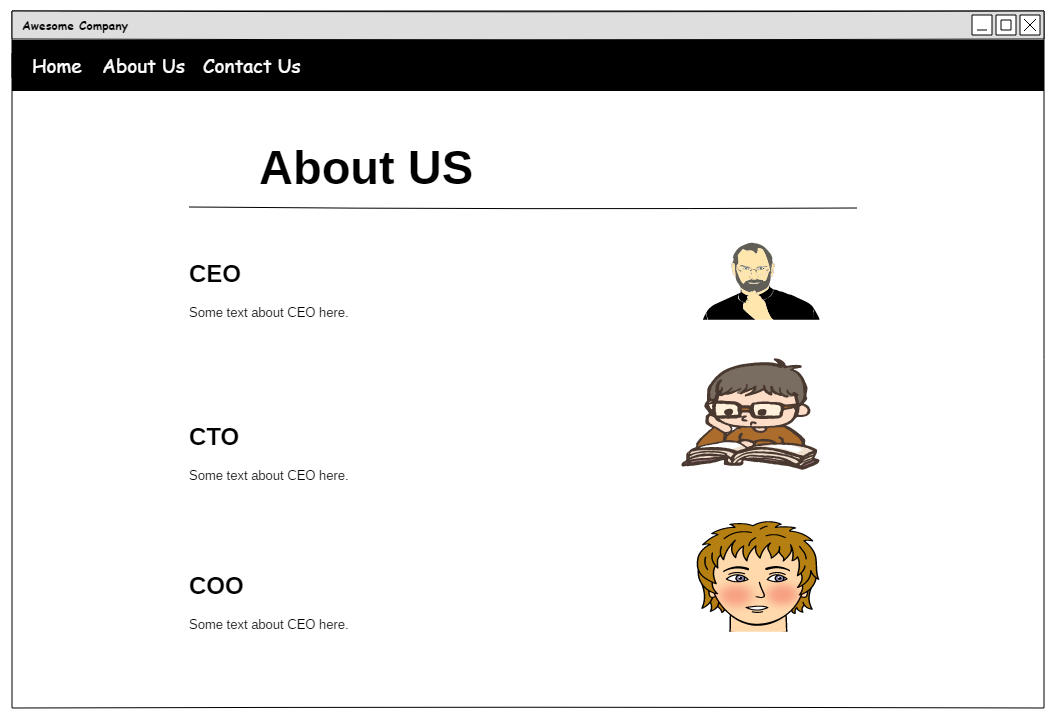 Awesome Company
Home About Us Contact Us
About US
CEO
Some text about CEO here.
CTO
Some text about CEO here.
COO
Some text about CEO here.